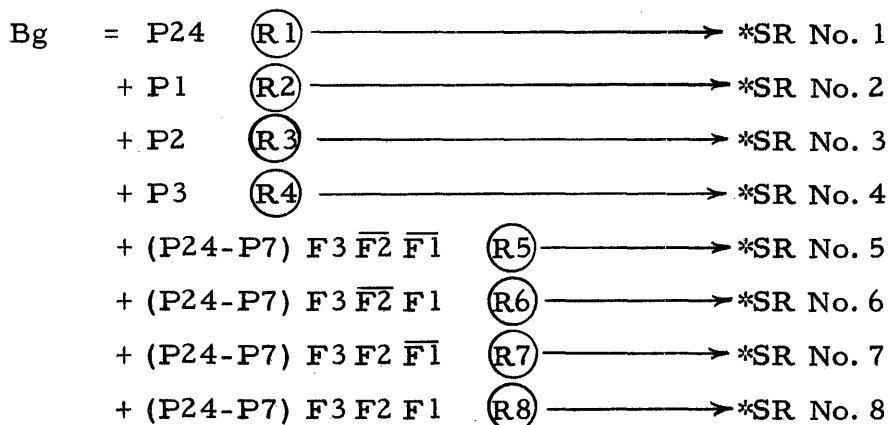 Bg = P24 R1 → *SR No. 1
+ P1 R2 → *SR No. 2
+ P2 R3 → *SR No. 3
+ P3 R4 → *SR No. 4
+ (P24-P7) F3 F̅2̅ F̅1̅ R5 → *SR No. 5
+ (P24-P7) F3 F̅2̅ F1 R6 → *SR No. 6
+ (P24-P7) F3 F2 F̅1̅ R7 → *SR No. 7
+ (P24-P7) F3 F2 F1 R8 → *SR No. 8